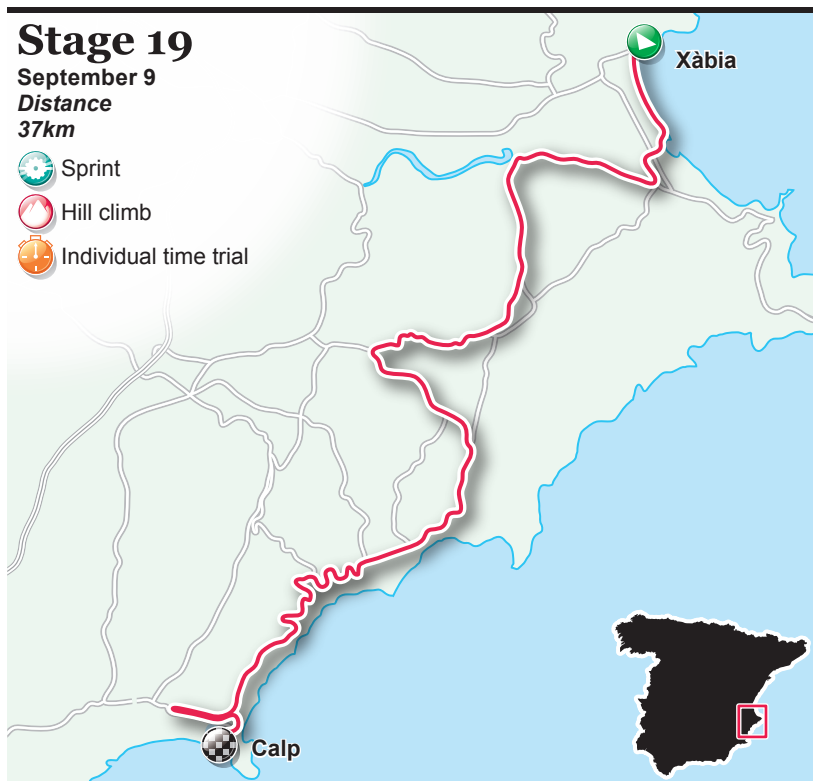 Stage 19
September 9
Distance
37km
Sprint
Hill climb
Individual time trial
Xàbia
Calp